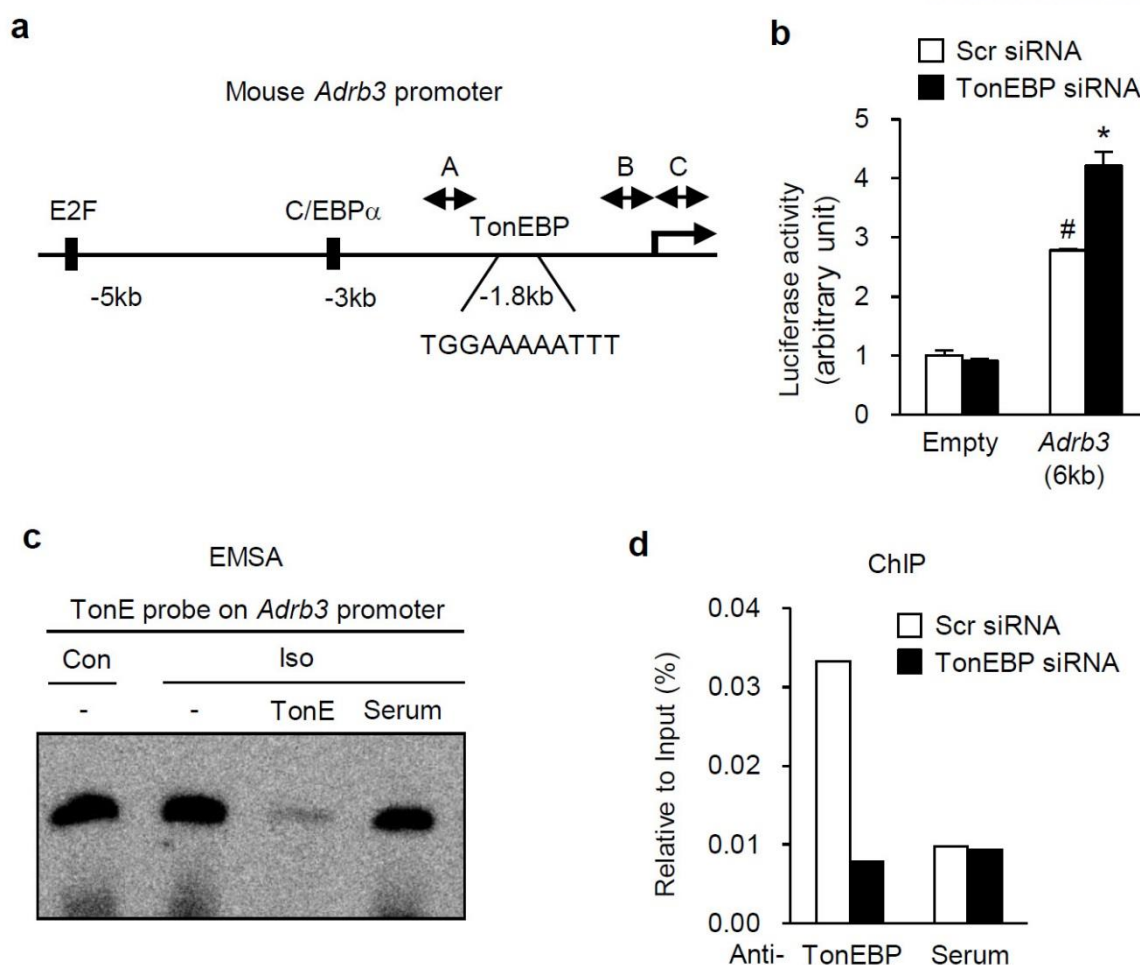 a
Mouse Adrb3 promoter
A
B
C
E2F
C/EBPα
TonEBP
-5kb
-3kb
-1.8kb
TGGAAAAATTT
b
Scr siRNA
TonEBP siRNA
Luciferase activity
(arbitrary unit)
5
4
3
2
1
0
#
*
Empty
Adrb3
(6kb)
c
EMSA
TonE probe on Adrb3 promoter
Con
Iso
-
-
TonE
Serum
d
ChIP
Scr siRNA
TonEBP siRNA
Relative to Input (%)
0.04
0.03
0.02
0.01
0.00
Anti-
TonEBP
Serum